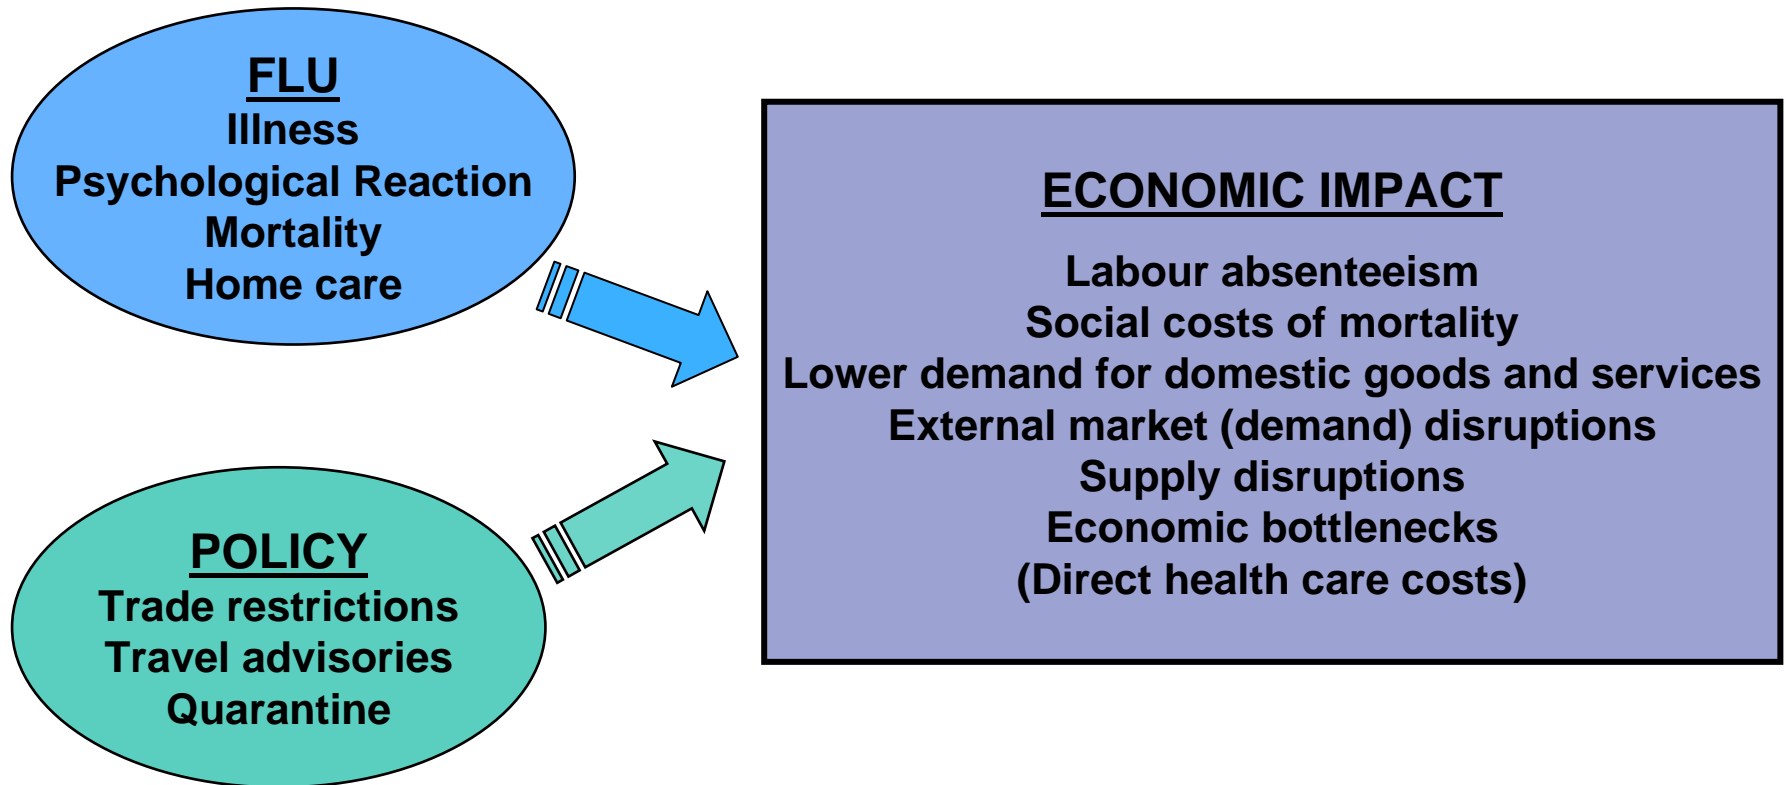 FLU
Illness
Psychological Reaction
Mortality
Home care
POLICY
Trade restrictions
Travel advisories
Quarantine
ECONOMIC IMPACT
Labour absenteeism
Social costs of mortality
Lower demand for domestic goods and services
External market (demand) disruptions
Supply disruptions
Economic bottlenecks
(Direct health care costs)